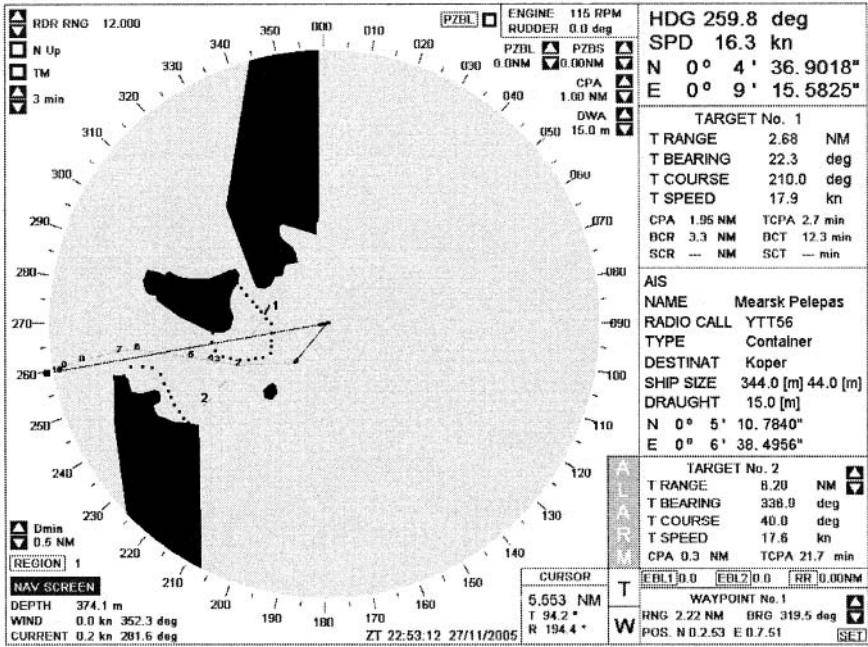 RDR RNG 12.000
N Up
TM
3 min
PZBL
ENGINE 115 RPM
RUDDER 0.0 deg
PZBL PZBS
0.0NM 0.00NM
CPA
1.00 NM
DWA
15.0 m
000
010
020
030
040
050
060
070
080
090
100
110
120
130
140
150
160
170
180
190
200
210
220
230
240
250
260
270
280
290
300
310
320
330
340
350
1
2
7 8
Dmin
0.5 NM
REGION 1
NAV SCREEN
DEPTH 374.1 m
WIND 0.0 kn 352.3 deg
CURRENT 0.2 kn 281.6 deg
ZT 22:53:12 27/11/2005
CURSOR
5.553 NM
T 94.2 °
R 194.4 °
ALARM
T
W
HDG 259.8 deg
SPD 16.3 kn
N 0° 4' 36.9018"
E 0° 9' 15.5825"
TARGET No. 1
T RANGE 2.68 NM
T BEARING 22.3 deg
T COURSE 210.0 deg
T SPEED 17.9 kn
CPA 1.95 NM TCPA 2.7 min
BCR 3.3 NM BCT 12.3 min
SCR --- NM SCT --- min
AIS
NAME Mearsk Pelepas
RADIO CALL YTT56
TYPE Container
DESTINAT Koper
SHIP SIZE 344.0 [m] 44.0 [m]
DRAUGHT 15.0 [m]
N 0° 5' 10.7840"
E 0° 6' 38.4956"
TARGET No. 2
T RANGE 6.20 NM
T BEARING 336.0 deg
T COURSE 40.0 deg
T SPEED 17.6 kn
CPA 0.3 NM TCPA 21.7 min
EBL1 0.0 EBL2 0.0 RR 0.00NM
WAYPOINT No.1
RNG 2.22 NM BRG 319.5 deg
POS. N 0.2.53 E 0.7.51 SET